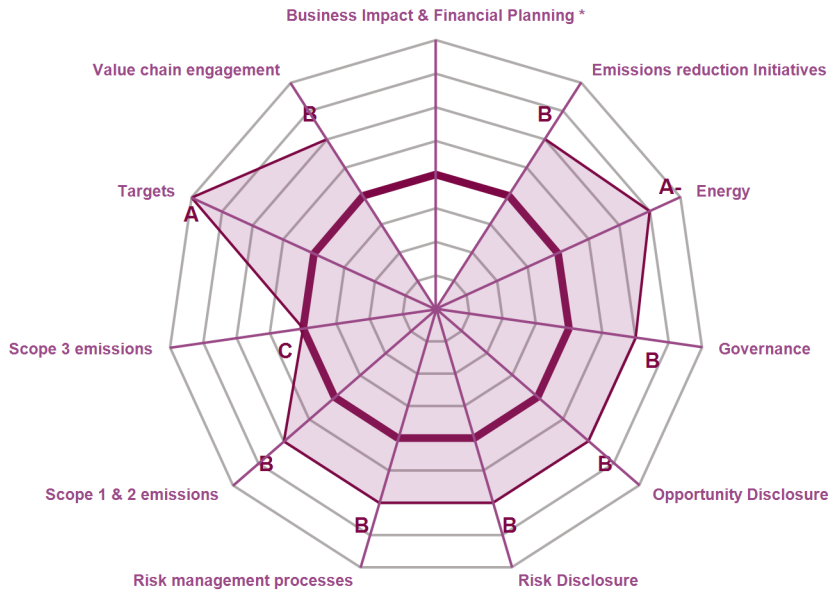 Business Impact & Financial Planning *
Value chain engagement
Emissions reduction Initiatives
B
B
Targets
A
A-
Energy
Scope 3 emissions
C
B
Governance
Scope 1 & 2 emissions
B
B
Opportunity Disclosure
B
B
Risk management processes
Risk Disclosure